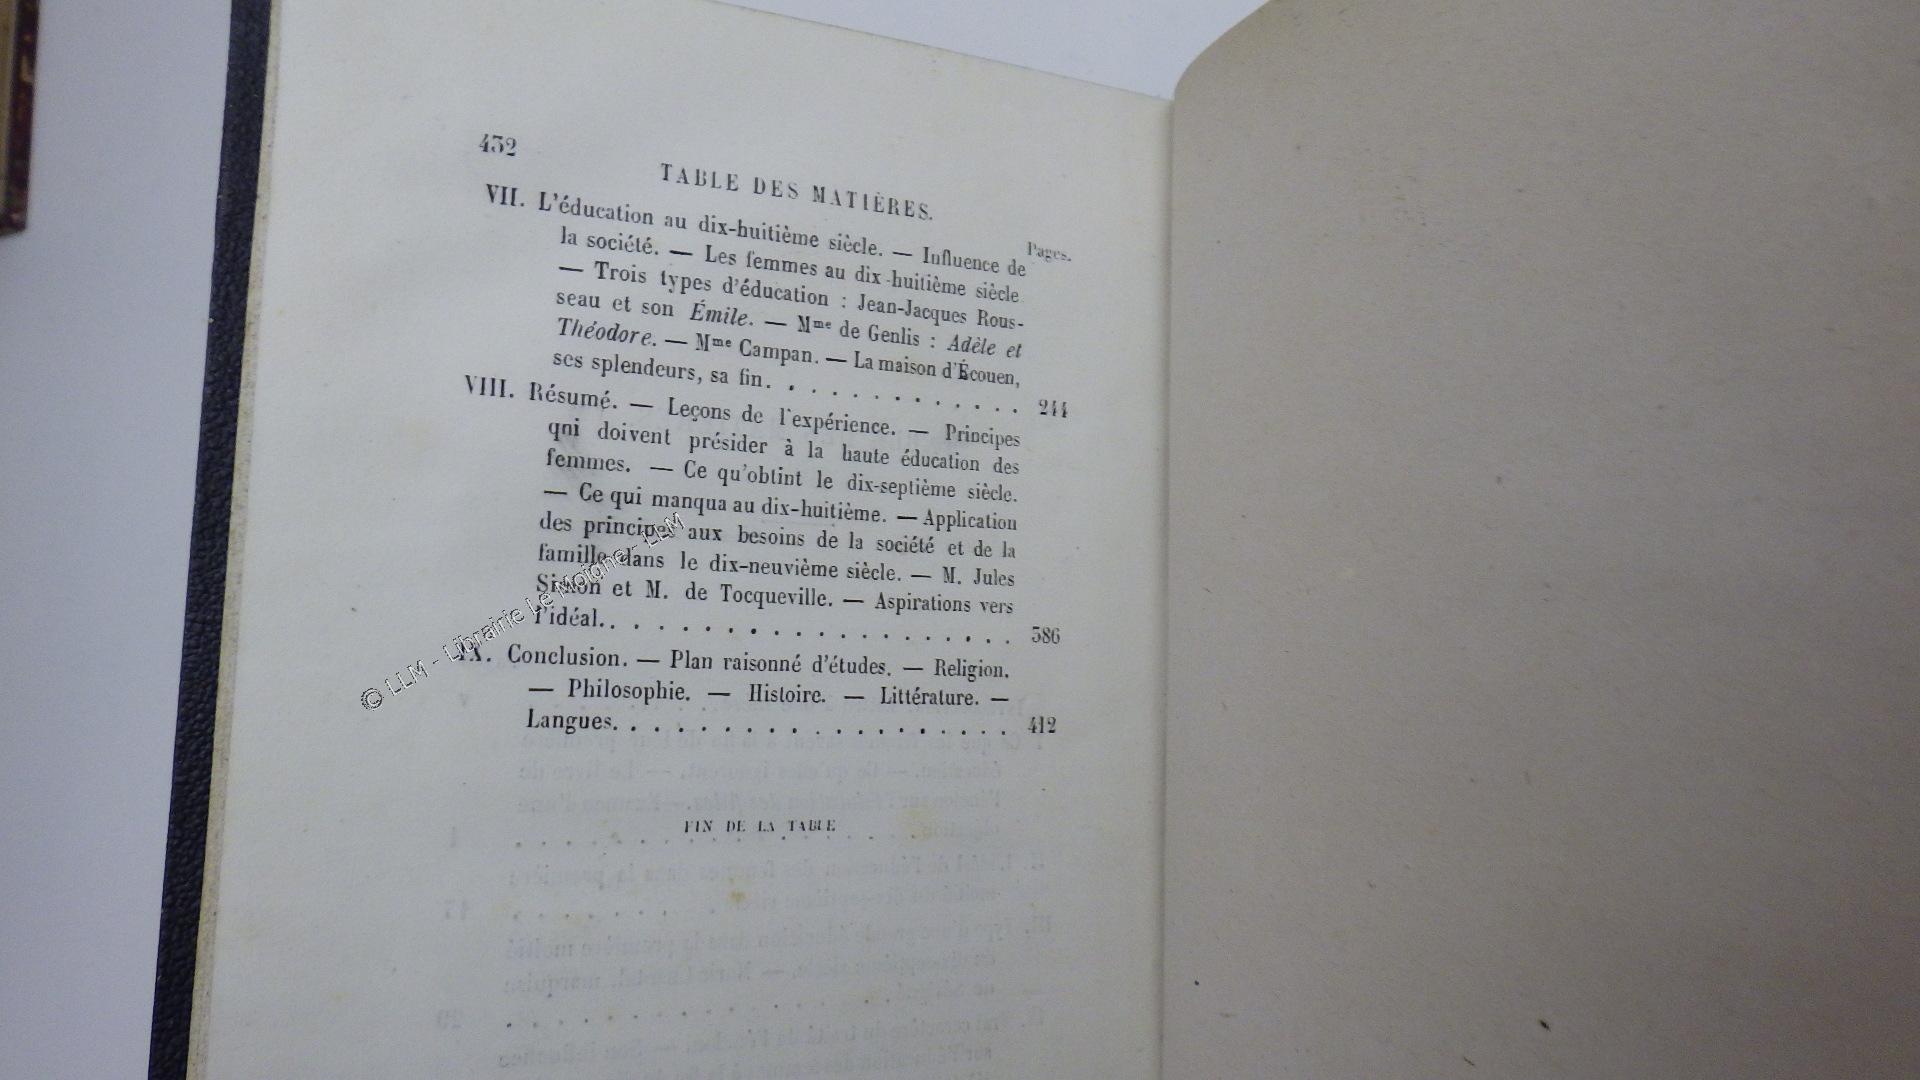 432
TABLE DES MATIÈRES.
Pages.
VII. L'éducation au dix-huitième siècle. — Influence de
la société. — Les femmes au dix-huitième siècle
— Trois types d'éducation : Jean-Jacques Rous-
seau et son Émile. — Mme de Genlis : Adèle et
Théodore. — Mme Campan. — La maison d'Écouen,
ses splendeurs, sa fin. . . . . . . . . . . . . 244
VIII. Résumé. — Leçons de l'expérience. — Principes
qui doivent présider à la haute éducation des
femmes. — Ce qu'obtint le dix-septième siècle.
— Ce qui manqua au dix-huitième. — Application
des principes aux besoins de la société et de la
famille dans le dix-neuvième siècle. — M. Jules
Simon et M. de Tocqueville. — Aspirations vers
l'idéal. . . . . . . . . . . . . . . . . . . 386
IX. Conclusion. — Plan raisonné d'études. — Religion.
— Philosophie. — Histoire. — Littérature. —
Langues. . . . . . . . . . . . . . . . . . . 412
FIN DE LA TABLE
© LLM - Librairie Le Moigne - LLM